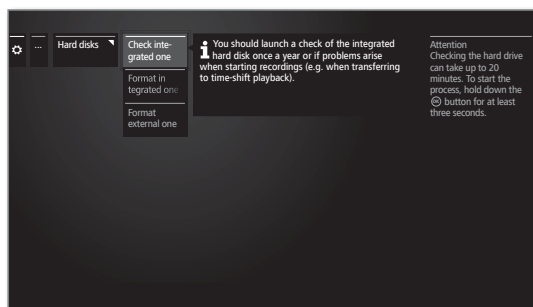 ...
Hard disks
Check inte-
grated one
Format in
tegrated one
Format
external one
You should launch a check of the integrated
hard disk once a year or if problems arise
when starting recordings (e.g. when transferring
to time-shift playback).
Attention
Checking the hard drive
can take up to 20
minutes. To start the
process, hold down the
OK button for at least
three seconds.